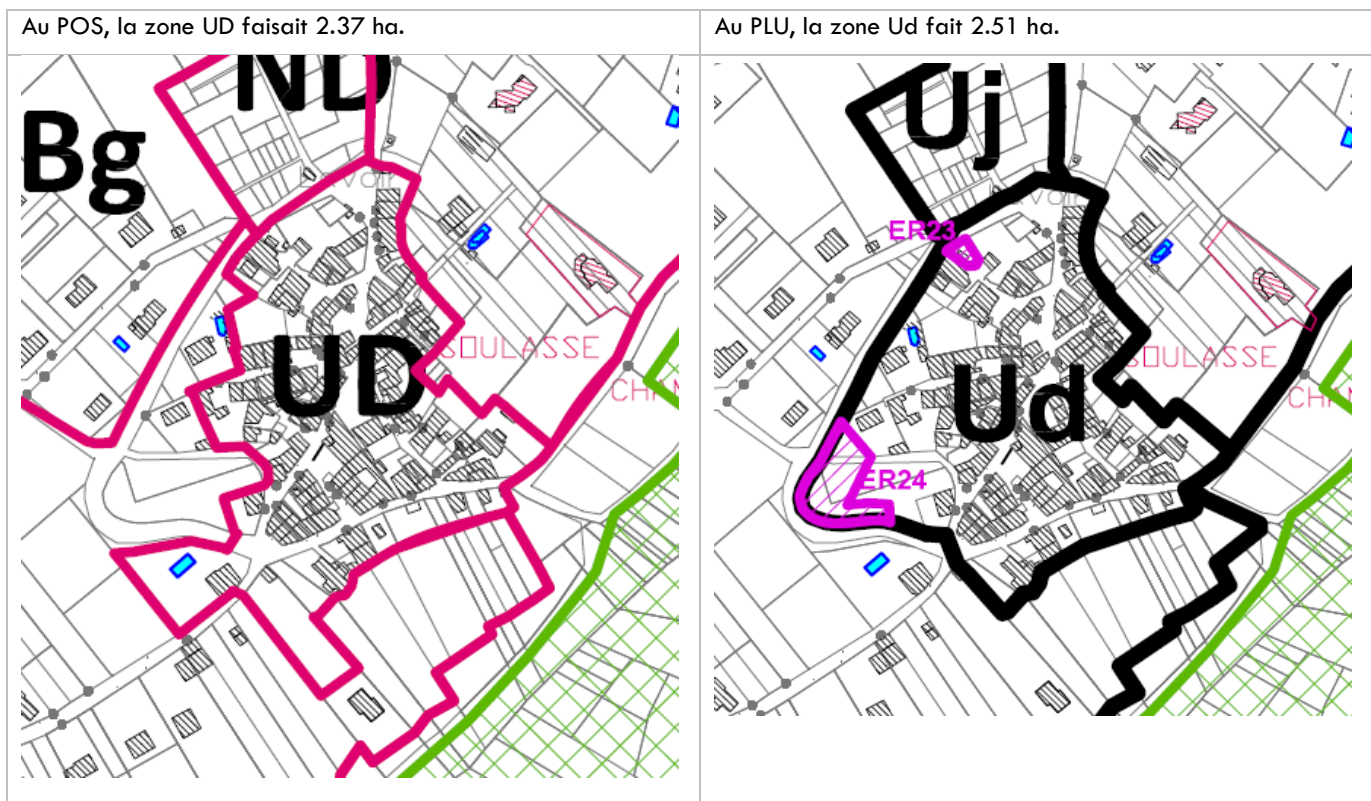 Au POS, la zone UD faisait 2.37 ha.
Au PLU, la zone Ud fait 2.51 ha.
ND
Bg
UD
SOULASSE
Uj
ER23
Ud
SOULASSE
ER24